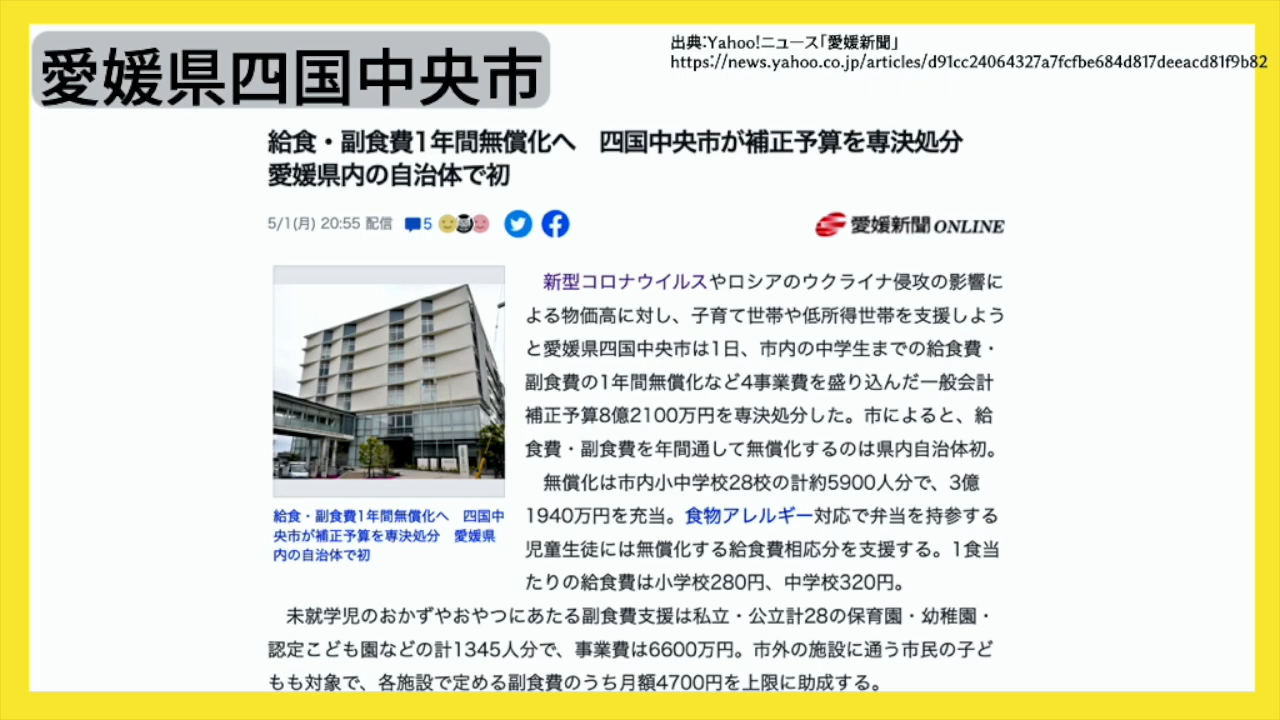 愛媛県四国中央市
出典:Yahoo!ニュース「愛媛新聞」
https://news.yahoo.co.jp/articles/d91cc24064327a7fcfbe684d817deeacd81f9b82
給食・副食費1年間無償化へ　四国中央市が補正予算を専決処分
愛媛県内の自治体で初
5/1(月) 20:55 配信 5
愛媛新聞 ONLINE
新型コロナウイルスやロシアのウクライナ侵攻の影響に
よる物価高に対し、子育て世帯や低所得世帯を支援しよう
と愛媛県四国中央市は1日、市内の中学生までの給食費・
副食費の1年間無償化など4事業費を盛り込んだ一般会計
補正予算8億2100万円を専決処分した。市によると、給
食費・副食費を年間通して無償化するのは県内自治体初。
無償化は市内小中学校28校の計約5900人分で、3億
1940万円を充当。食物アレルギー対応で弁当を持参する
児童生徒には無償化する給食費相応分を支援する。1食当
たりの給食費は小学校280円、中学校320円。
給食・副食費1年間無償化へ　四国中
央市が補正予算を専決処分　愛媛県
内の自治体で初
未就学児のおかずやおやつにあたる副食費支援は私立・公立計28の保育園・幼稚園・
認定こども園などの計1345人分で、事業費は6600万円。市外の施設に通う市民の子ど
もも対象で、各施設で定める副食費のうち月額4700円を上限に助成する。